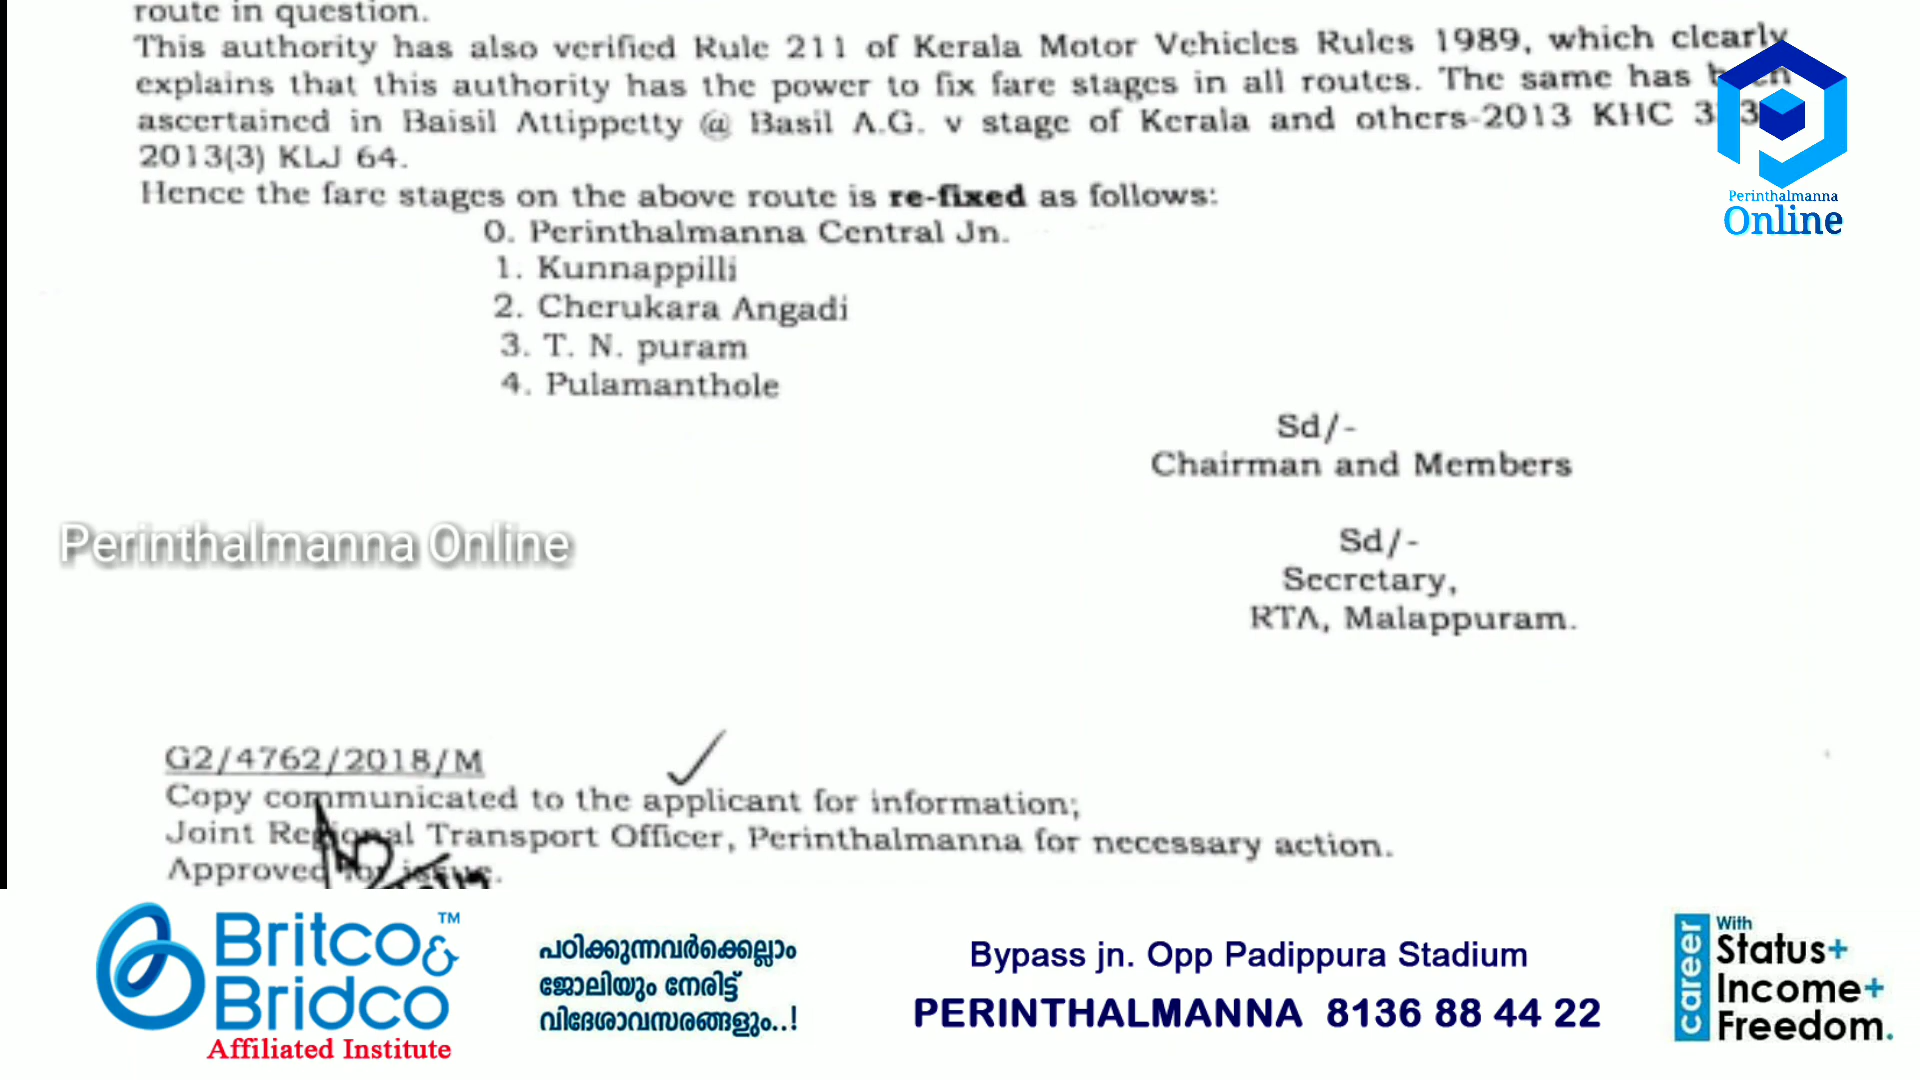 route in question.
This authority has also verified Rule 211 of Kerala Motor Vehicles Rules 1989, which clearly
explains that this authority has the power to fix fare stages in all routes. The same has been
ascertained in Baisil Attippetty @ Basil A.G. v stage of Kerala and others-2013 KHC
2013(3) KLJ 64.
Hence the fare stages on the above route is re-fixed as follows:
0. Perinthalmanna Central Jn.
1. Kunnappilli
2. Cherukara Angadi
3. T. N. puram
4. Pulamanthole
Sd/-
Chairman and Members
Sd/-
Secretary,
RTA, Malappuram.
G2/4762/2018/M
Copy communicated to the applicant for information;
Joint Regional Transport Officer, Perinthalmanna for necessary action.
Approved for issue.
Perinthalmanna
Online
Perinthalmanna Online
Britco &
Bridco
TM
Affiliated Institute
പഠിക്കുന്നവർക്കെല്ലാം
ജോലിയും നേരിട്ട്
വിദേശാവസരങ്ങളും..!
Bypass jn. Opp Padippura Stadium
PERINTHALMANNA 8136 88 44 22
career
With
Status+
Income+
Freedom.